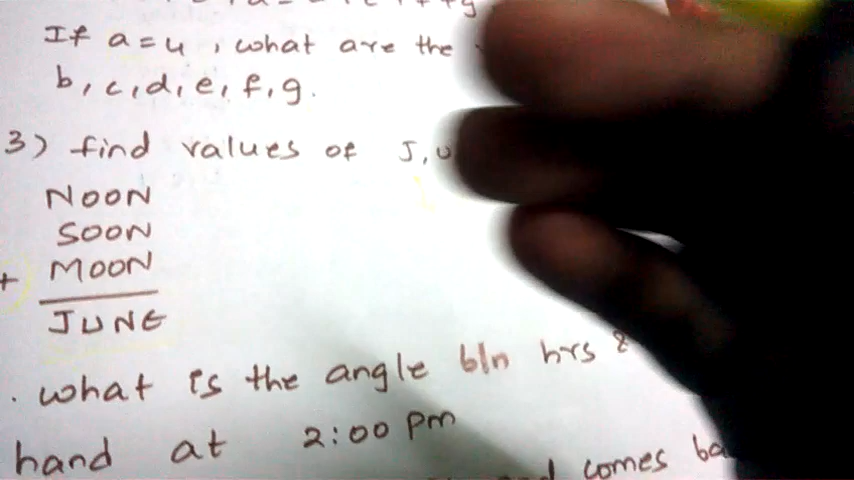 If a=4, what are the
b, c, d, e, f, g.
3) find values of J, U
NOON
SOON
+ MOON
JUNE
. what is the angle b/n hrs &
hand at 2:00 pm
comes